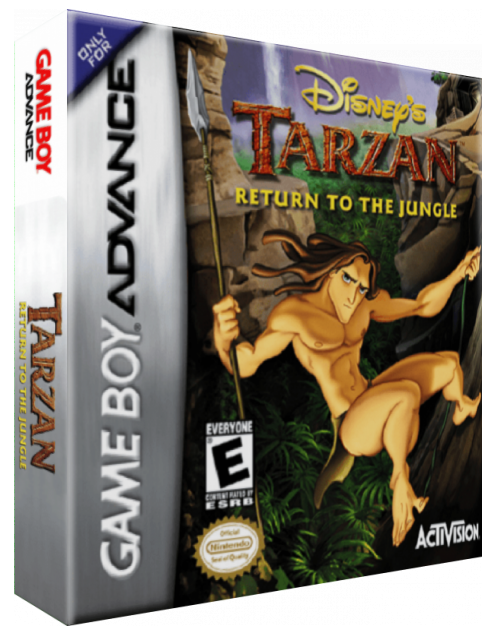 GAME BOY
ADVANCE
TARZAN
RETURN TO THE JUNGLE
ONLY
FOR
GAME BOY ADVANCE
Disney's
TARZAN
RETURN TO THE JUNGLE
EVERYONE
E
CONTENT RATED BY
ESRB
Official
Nintendo
Seal of Quality
ACTIVISION